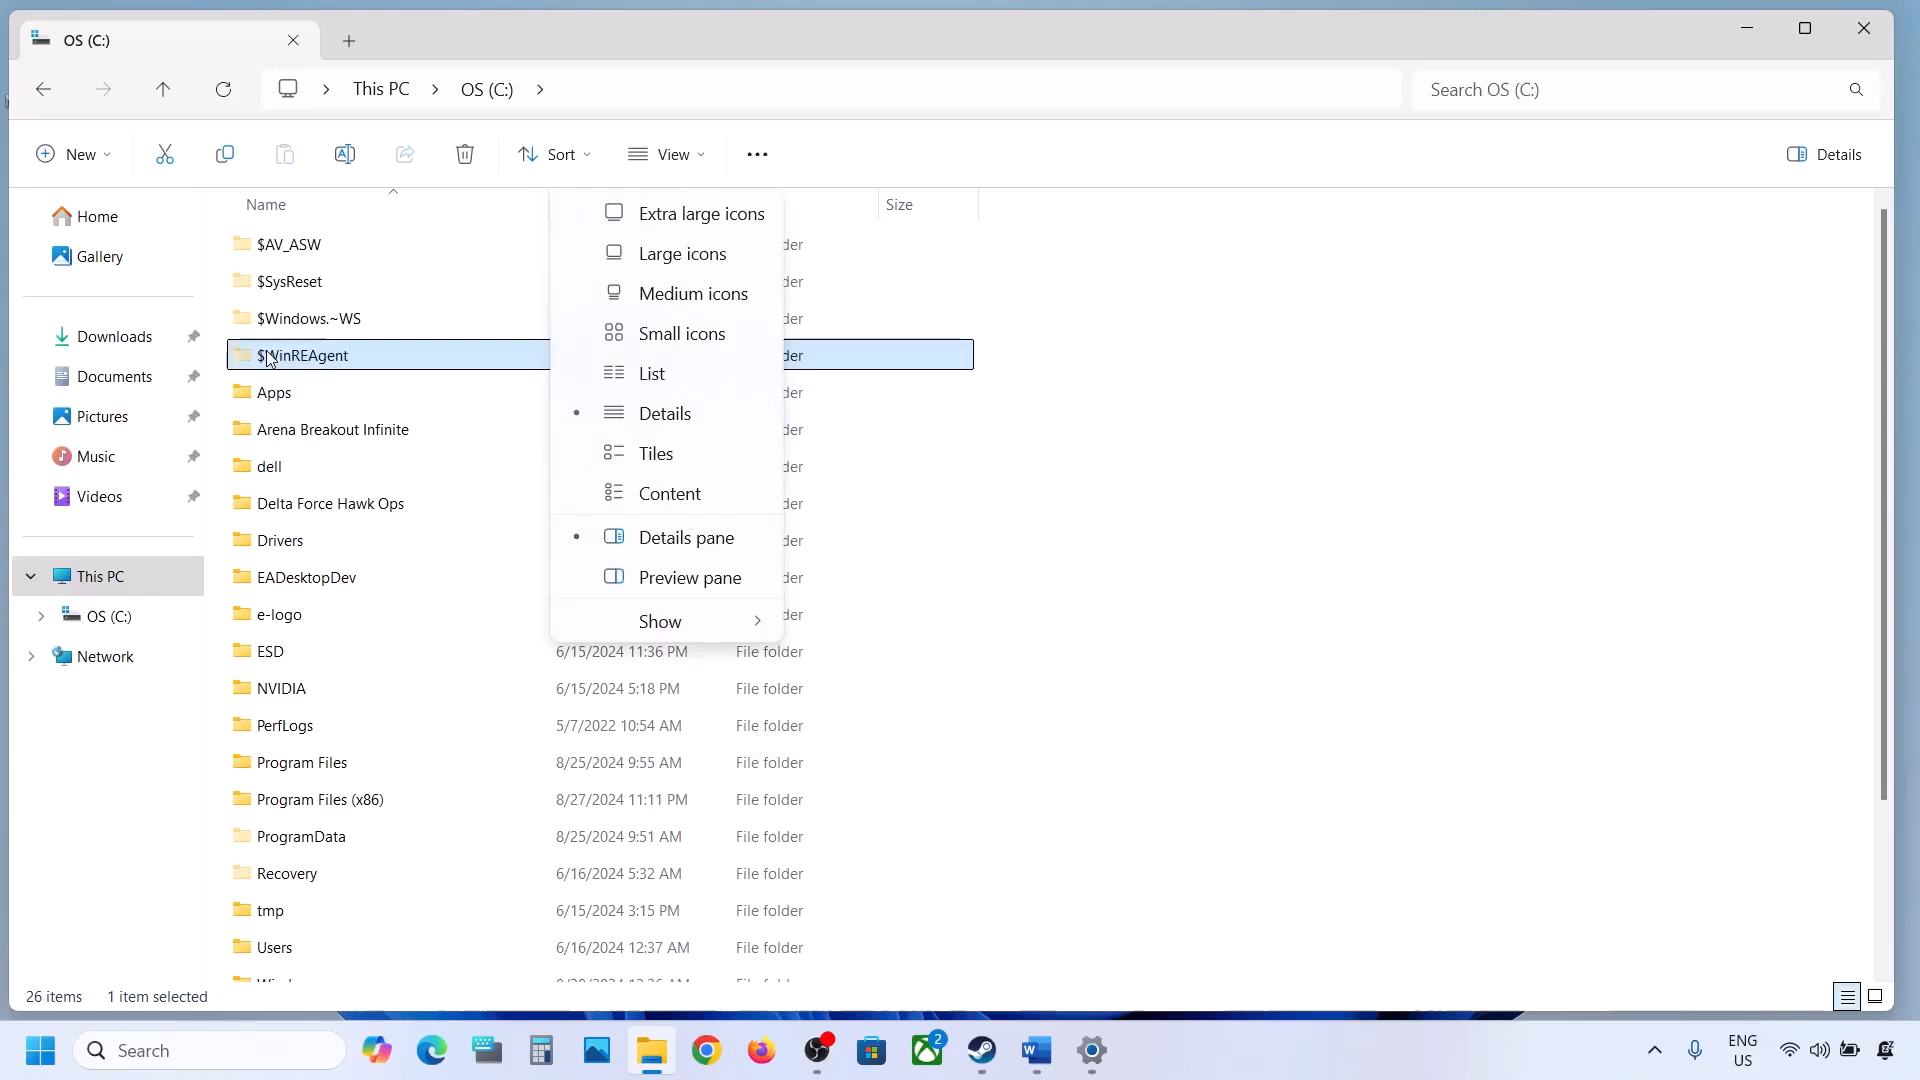 OS (C:)
This PC
OS (C:)
Search OS (C:)
New
Sort
View
Details
Name
Size
Home
Gallery
Downloads
Documents
Pictures
Music
Videos
This PC
OS (C:)
Network
$AV_ASW
$SysReset
$Windows.~WS
$WinREAgent
Apps
Arena Breakout Infinite
dell
Delta Force Hawk Ops
Drivers
EADesktopDev
e-logo
ESD 6/15/2024 11:36 PM File folder
NVIDIA 6/15/2024 5:18 PM File folder
PerfLogs 5/7/2022 10:54 AM File folder
Program Files 8/25/2024 9:55 AM File folder
Program Files (x86) 8/27/2024 11:11 PM File folder
ProgramData 8/25/2024 9:51 AM File folder
Recovery 6/16/2024 5:32 AM File folder
tmp 6/15/2024 3:15 PM File folder
Users 6/16/2024 12:37 AM File folder
Extra large icons
Large icons
Medium icons
Small icons
List
Details
Tiles
Content
Details pane
Preview pane
Show
26 items 1 item selected
Search
2
ENG
US